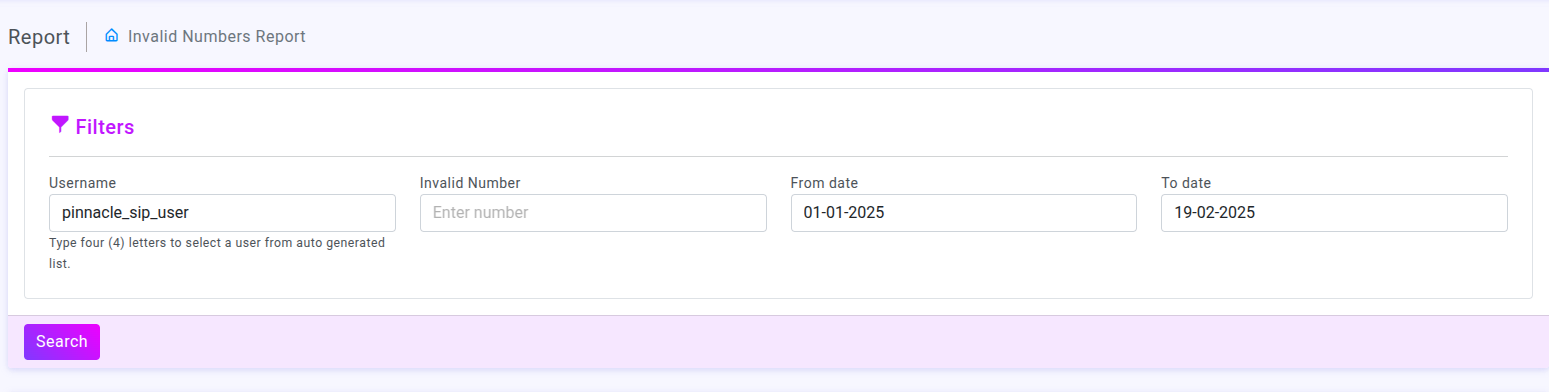 Report
Invalid Numbers Report
Filters
Username
Invalid Number
From date
To date
pinnacle_sip_user
Enter number
01-01-2025
19-02-2025
Type four (4) letters to select a user from auto generated
list.
Search